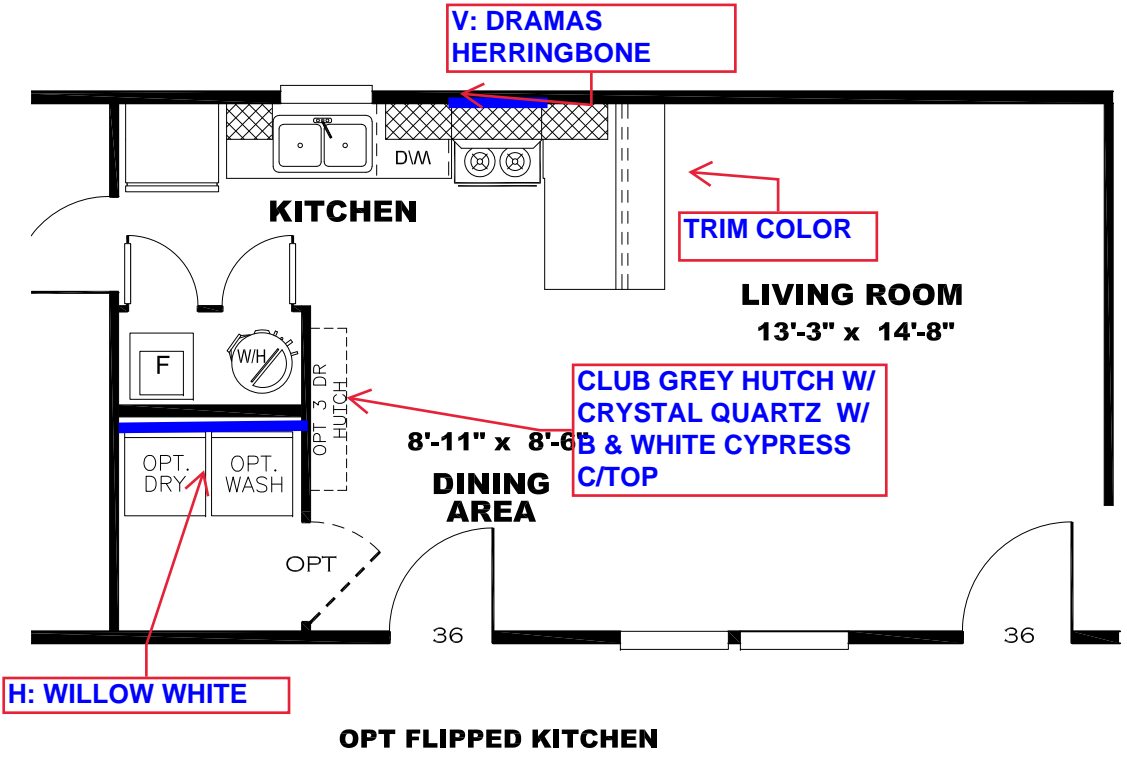 V: DRAMAS
HERRINGBONE
D\W
KITCHEN
TRIM COLOR
LIVING ROOM
13'-3" x 14'-8"
F
W/H
OPT 3 DR
HUTCH
CLUB GREY HUTCH W/
CRYSTAL QUARTZ W/
B & WHITE CYPRESS
C/TOP
8'-11" x 8'-6"
DINING
AREA
OPT.
DRY
OPT.
WASH
OPT
36
36
H: WILLOW WHITE
OPT FLIPPED KITCHEN